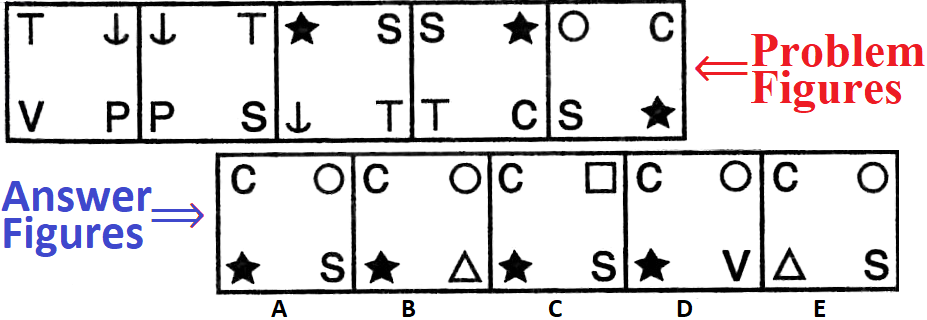 T ↓ ↓ T ★ S S ★ ○ C
V P P S ↓ T T C S ★
⇐ Problem
Figures
Answer ⇒
Figures
C ○ C ○ C □ C ○ C ○
★ S ★ △ ★ S ★ V △ S
A B C D E